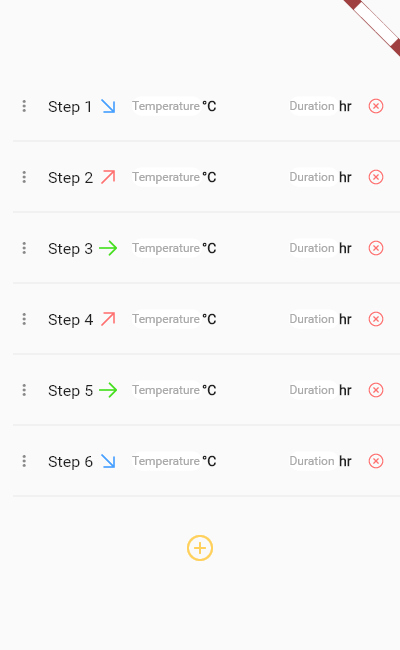 Step 1 Temperature °C Duration hr
Step 2 Temperature °C Duration hr
Step 3 Temperature °C Duration hr
Step 4 Temperature °C Duration hr
Step 5 Temperature °C Duration hr
Step 6 Temperature °C Duration hr